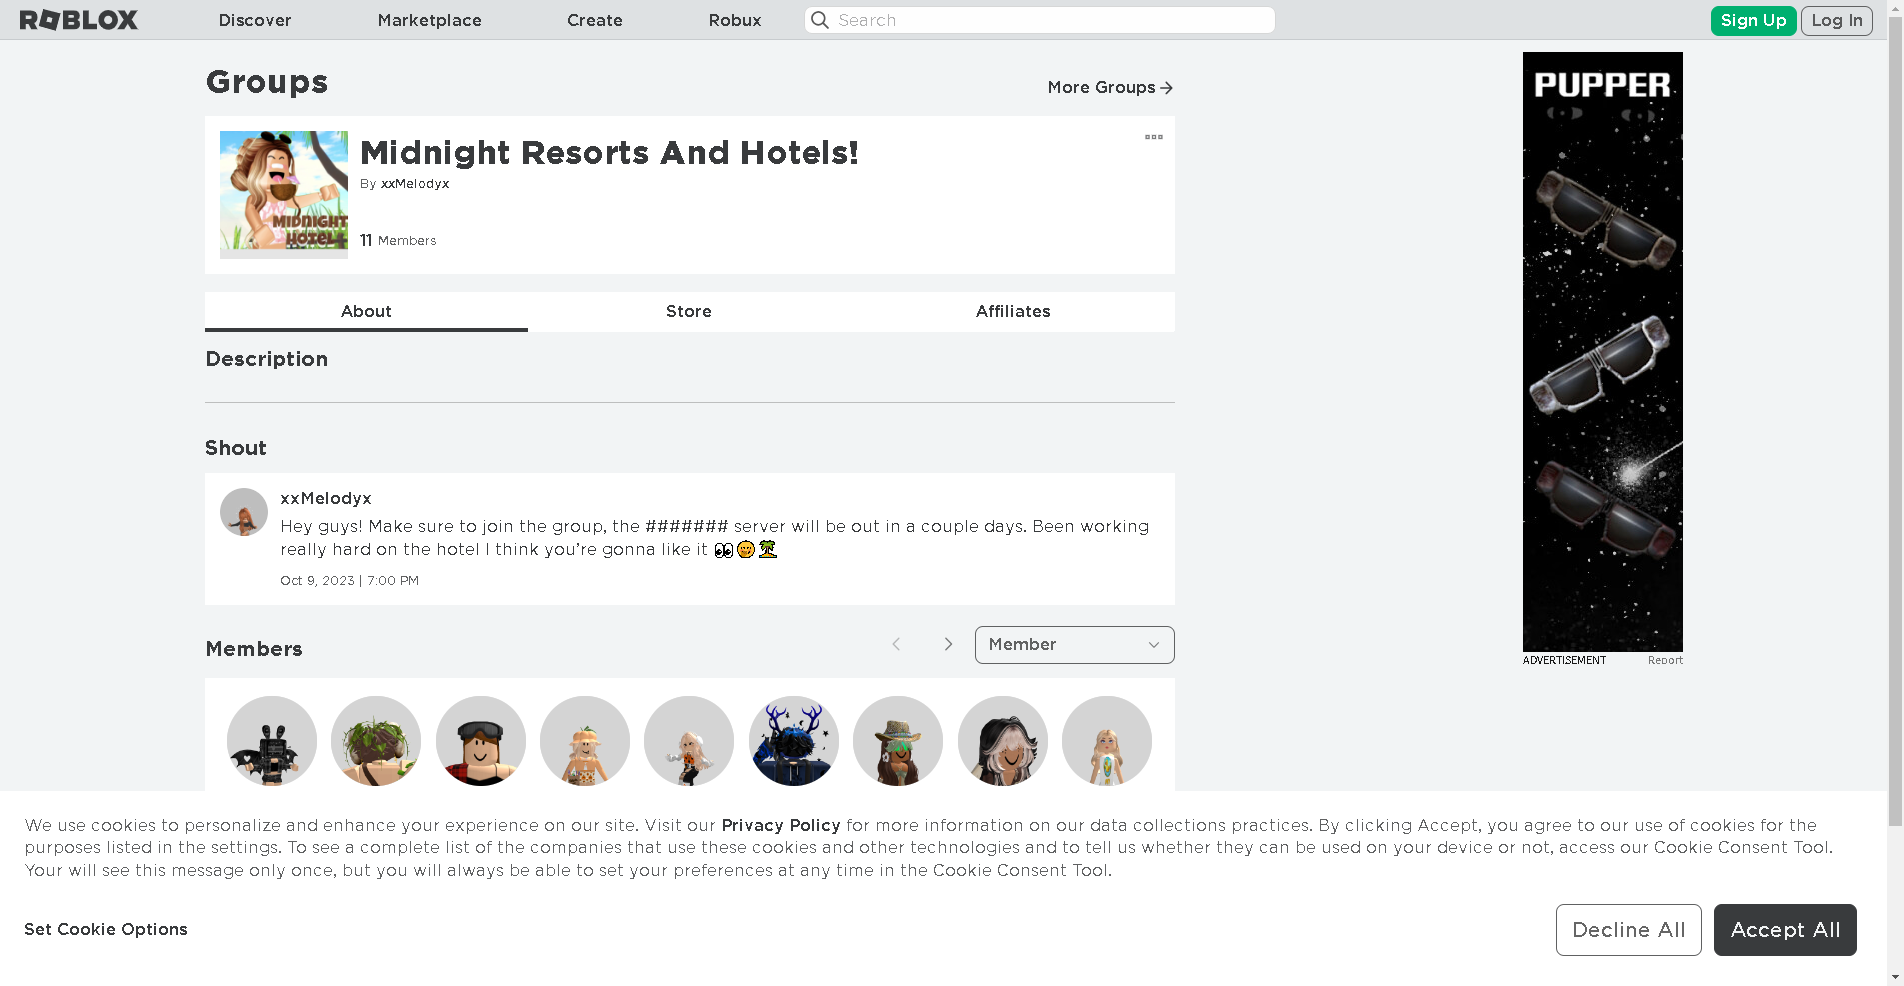 ROBLOX Discover Marketplace Create Robux Search Sign Up Log In
Groups
More Groups
Midnight Resorts And Hotels!
By xxMelodyx
11 Members
MIDNIGHT
HOTELS
About Store Affiliates
Description
Shout
xxMelodyx
Hey guys! Make sure to join the group, the ####### server will be out in a couple days. Been working
really hard on the hotel I think you’re gonna like it 👀😊🏝️
Oct 9, 2023 | 7:00 PM
Members
Member
PUPPER
ADVERTISEMENT Report
We use cookies to personalize and enhance your experience on our site. Visit our Privacy Policy for more information on our data collections practices. By clicking Accept, you agree to our use of cookies for the
purposes listed in the settings. To see a complete list of the companies that use these cookies and other technologies and to tell us whether they can be used on your device or not, access our Cookie Consent Tool.
Your will see this message only once, but you will always be able to set your preferences at any time in the Cookie Consent Tool.
Set Cookie Options
Decline All
Accept All